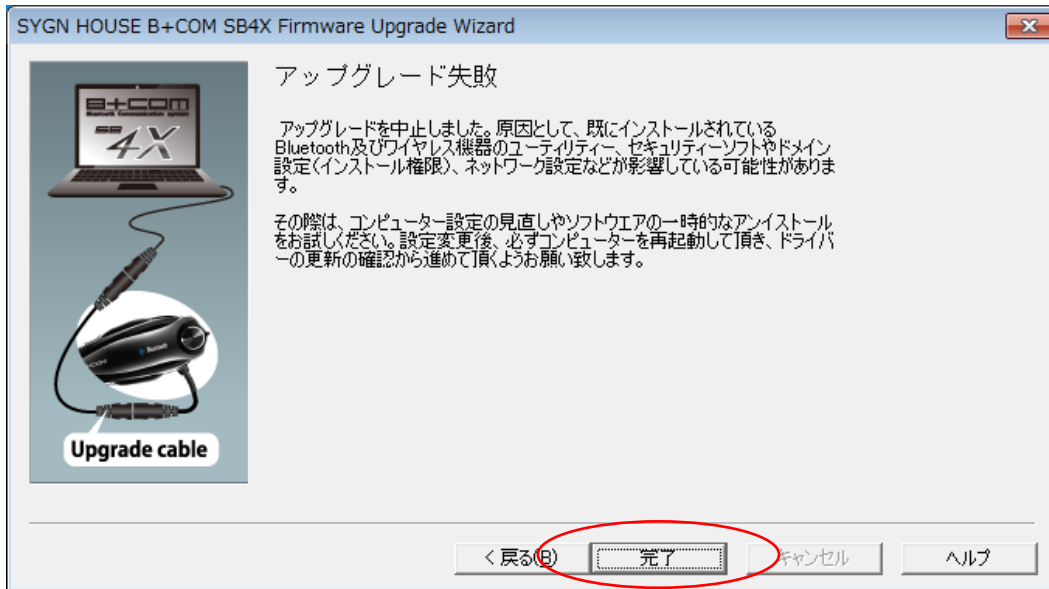 SYGN HOUSE B+COM SB4X Firmware Upgrade Wizard
B+COM
Bluetooth Communication system
SB
4X
Upgrade cable
アップグレード失敗
アップグレードを中止しました。原因として、既にインストールされている
Bluetooth及びワイヤレス機器のユーティリティー、セキュリティーソフトやドメイン
設定(インストール権限)、ネットワーク設定などが影響している可能性がありま
す。
その際は、コンピューター設定の見直しやソフトウエアの一時的なアンイストール
をお試しください。設定変更後、必ずコンピューターを再起動して頂き、ドライバ
ーの更新の確認から進めて頂くようお願い致します。
< 戻る(B)
完了
キャンセル
ヘルプ